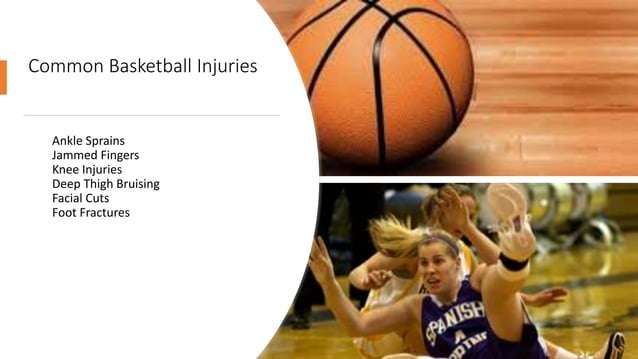 Common Basketball Injuries
Ankle Sprains
Jammed Fingers
Knee Injuries
Deep Thigh Bruising
Facial Cuts
Foot Fractures
SPANISH